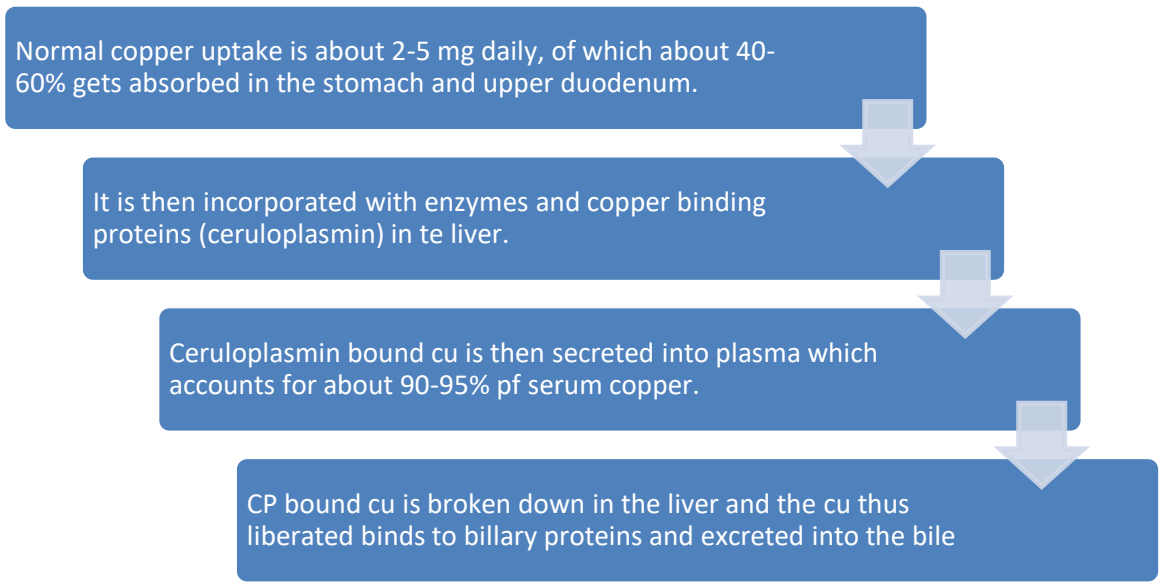 Normal copper uptake is about 2-5 mg daily, of which about 40-
60% gets absorbed in the stomach and upper duodenum.
It is then incorporated with enzymes and copper binding
proteins (ceruloplasmin) in te liver.
Ceruloplasmin bound cu is then secreted into plasma which
accounts for about 90-95% pf serum copper.
CP bound cu is broken down in the liver and the cu thus
liberated binds to billary proteins and excreted into the bile